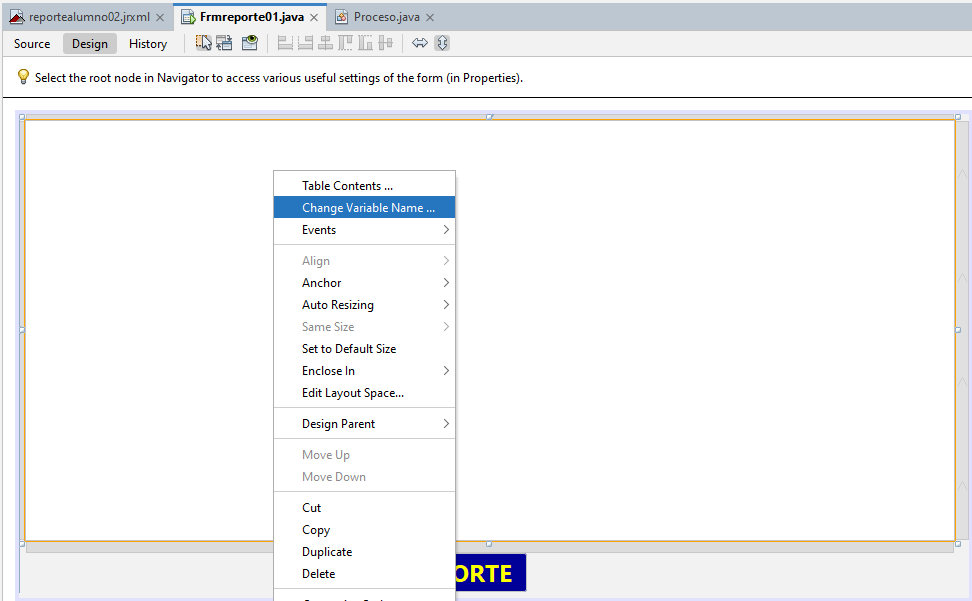 reportealumno02.jrxml Frmreporte01.java Proceso.java
Source Design History
Select the root node in Navigator to access various useful settings of the form (in Properties).
Table Contents ...
Change Variable Name ...
Events
Align
Anchor
Auto Resizing
Same Size
Set to Default Size
Enclose In
Edit Layout Space...
Design Parent
Move Up
Move Down
Cut
Copy
Duplicate
Delete
ORTE